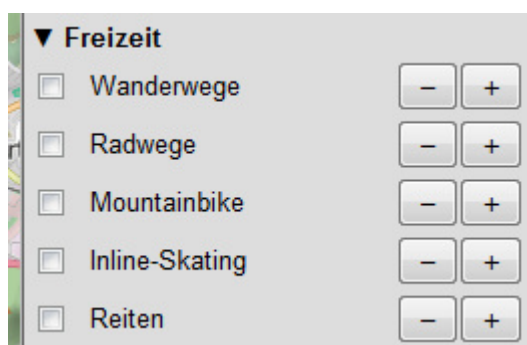 ▼ Freizeit
Wanderwege − +
Radwege − +
Mountainbike − +
Inline-Skating − +
Reiten − +